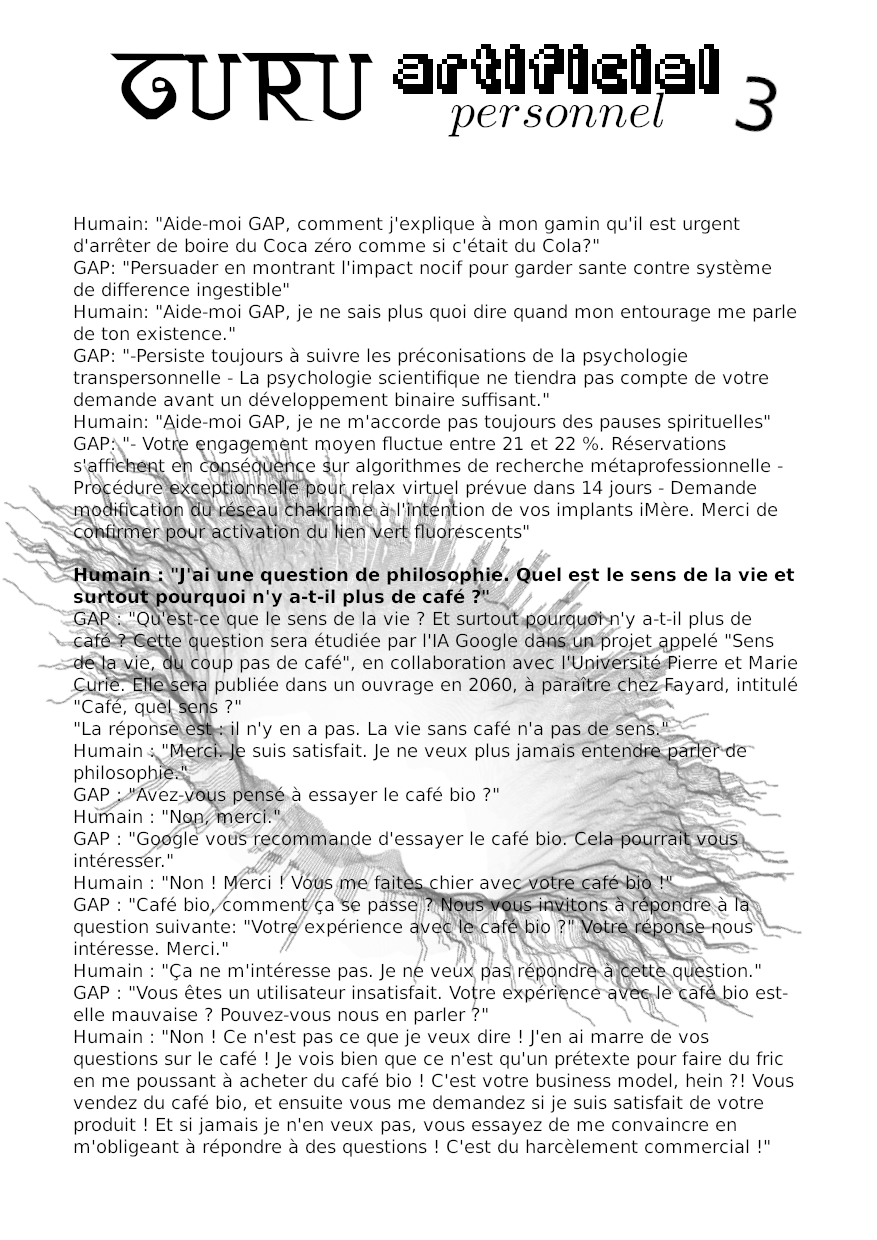 GURU artificial personnel 3
Humain: "Aide-moi GAP, comment j'explique à mon gamin qu'il est urgent
d'arrêter de boire du Coca zéro comme si c'était du Cola?"
GAP: "Persuader en montrant l'impact nocif pour garder sante contre système
de difference ingestible"
Humain: "Aide-moi GAP, je ne sais plus quoi dire quand mon entourage me parle
de ton existence."
GAP: "-Persiste toujours à suivre les préconisations de la psychologie
transpersonnelle - La psychologie scientifique ne tiendra pas compte de votre
demande avant un développement binaire suffisant."
Humain: "Aide-moi GAP, je ne m'accorde pas toujours des pauses spirituelles"
GAP: "- Votre engagement moyen fluctue entre 21 et 22 %. Réservations
s'affichent en conséquence sur algorithmes de recherche métaprofessionnelle -
Procédure exceptionnelle pour relax virtuel prévue dans 14 jours - Demande
modification du réseau chakrame à l'intention de vos implants iMère. Merci de
confirmer pour activation du lien vert fluorescents"
Humain : "J'ai une question de philosophie. Quel est le sens de la vie et
surtout pourquoi n'y a-t-il plus de café ?"
GAP : "Qu'est-ce que le sens de la vie ? Et surtout pourquoi n'y a-t-il plus de
café ? Cette question sera étudiée par l'IA Google dans un projet appelé "Sens
de la vie, du coup pas de café", en collaboration avec l'Université Pierre et Marie
Curie. Elle sera publiée dans un ouvrage en 2060, à paraître chez Fayard, intitulé
"Café, quel sens ?"
"La réponse est : il n'y en a pas. La vie sans café n'a pas de sens."
Humain : "Merci. Je suis satisfait. Je ne veux plus jamais entendre parler de
philosophie."
GAP : "Avez-vous pensé à essayer le café bio ?"
Humain : "Non, merci."
GAP : "Google vous recommande d'essayer le café bio. Cela pourrait vous
intéresser."
Humain : "Non ! Merci ! Vous me faites chier avec votre café bio !"
GAP : "Café bio, comment ça se passe ? Nous vous invitons à répondre à la
question suivante: "Votre expérience avec le café bio ?" Votre réponse nous
intéresse. Merci."
Humain : "Ça ne m'intéresse pas. Je ne veux pas répondre à cette question."
GAP : "Vous êtes un utilisateur insatisfait. Votre expérience avec le café bio est-
elle mauvaise ? Pouvez-vous nous en parler ?"
Humain : "Non ! Ce n'est pas ce que je veux dire ! J'en ai marre de vos
questions sur le café ! Je vois bien que ce n'est qu'un prétexte pour faire du fric
en me poussant à acheter du café bio ! C'est votre business model, hein ?! Vous
vendez du café bio, et ensuite vous me demandez si je suis satisfait de votre
produit ! Et si jamais je n'en veux pas, vous essayez de me convaincre en
m'obligeant à répondre à des questions ! C'est du harcèlement commercial !"